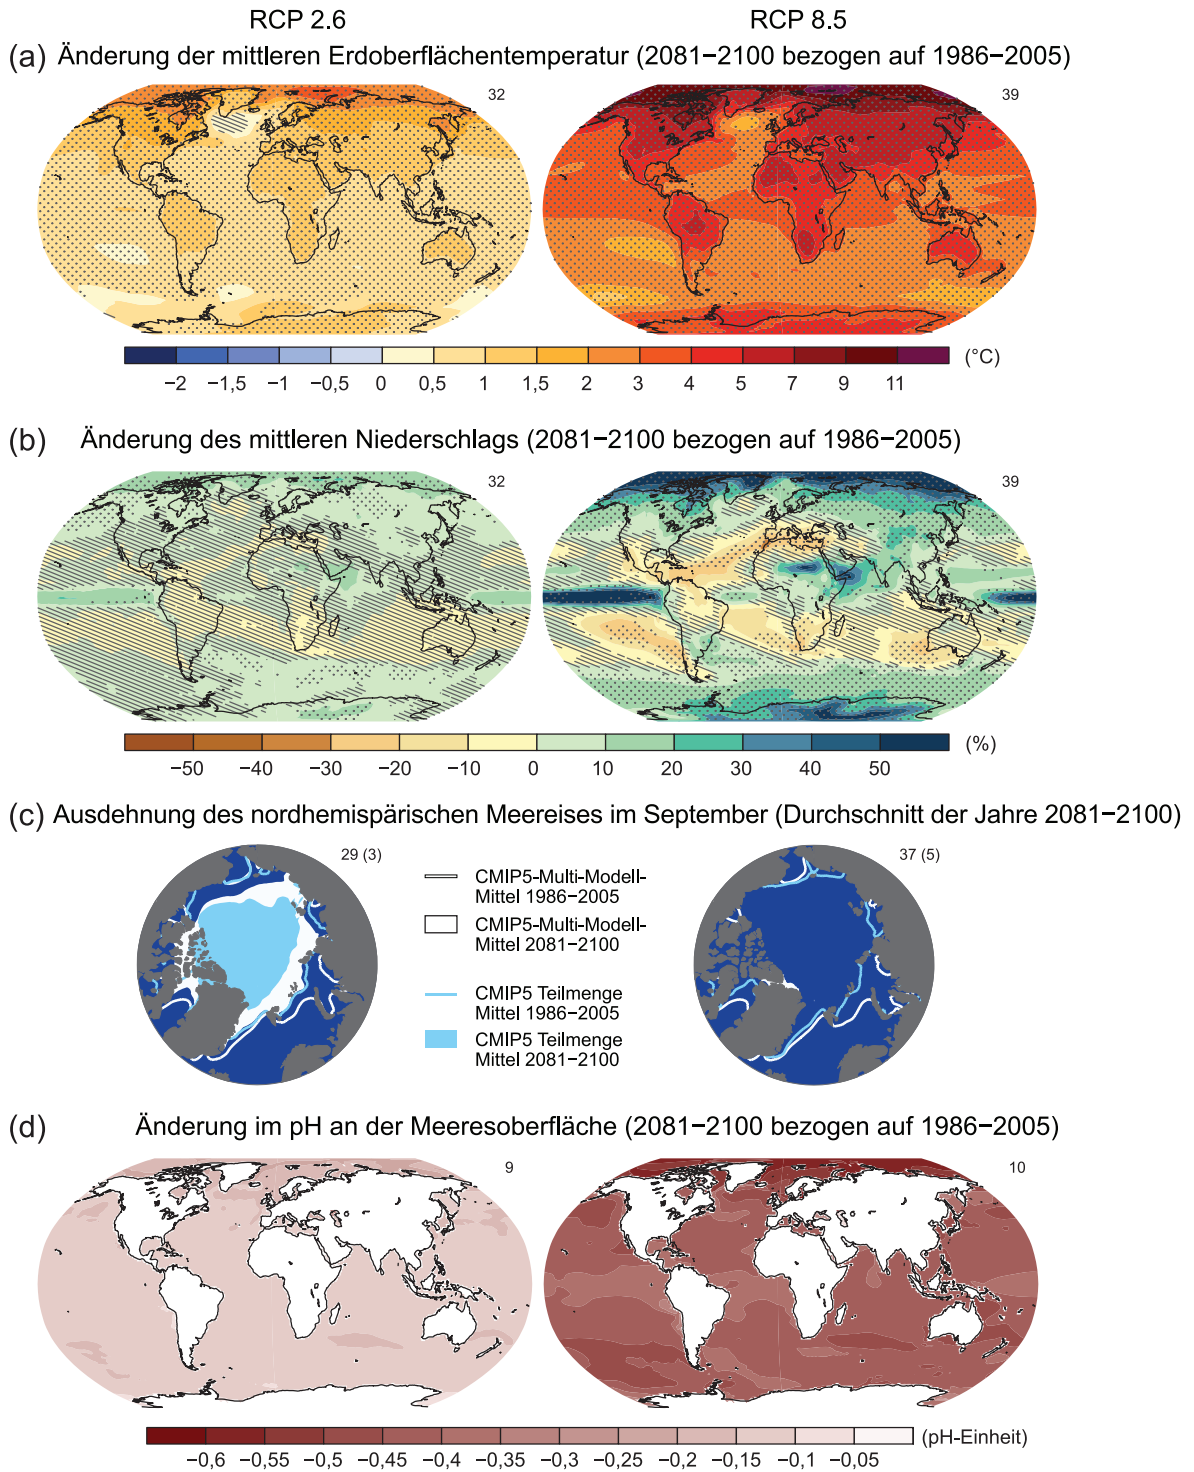 RCP 2.6
RCP 8.5
(a) Änderung der mittleren Erdoberflächentemperatur (2081−2100 bezogen auf 1986−2005)
32
39
−2 −1,5 −1 −0,5 0 0,5 1 1,5 2 3 4 5 7 9 11
(°C)
(b) Änderung des mittleren Niederschlags (2081−2100 bezogen auf 1986−2005)
32
39
−50 −40 −30 −20 −10 0 10 20 30 40 50
(%)
(c) Ausdehnung des nordhemispärischen Meereises im September (Durchschnitt der Jahre 2081−2100)
29 (3)
37 (5)
CMIP5-Multi-Modell-
Mittel 1986−2005
CMIP5-Multi-Modell-
Mittel 2081−2100
CMIP5 Teilmenge
Mittel 1986−2005
CMIP5 Teilmenge
Mittel 2081−2100
(d) Änderung im pH an der Meeresoberfläche (2081−2100 bezogen auf 1986−2005)
9
10
(pH-Einheit)
−0,6 −0,55 −0,5 −0,45 −0,4 −0,35 −0,3 −0,25 −0,2 −0,15 −0,1 −0,05